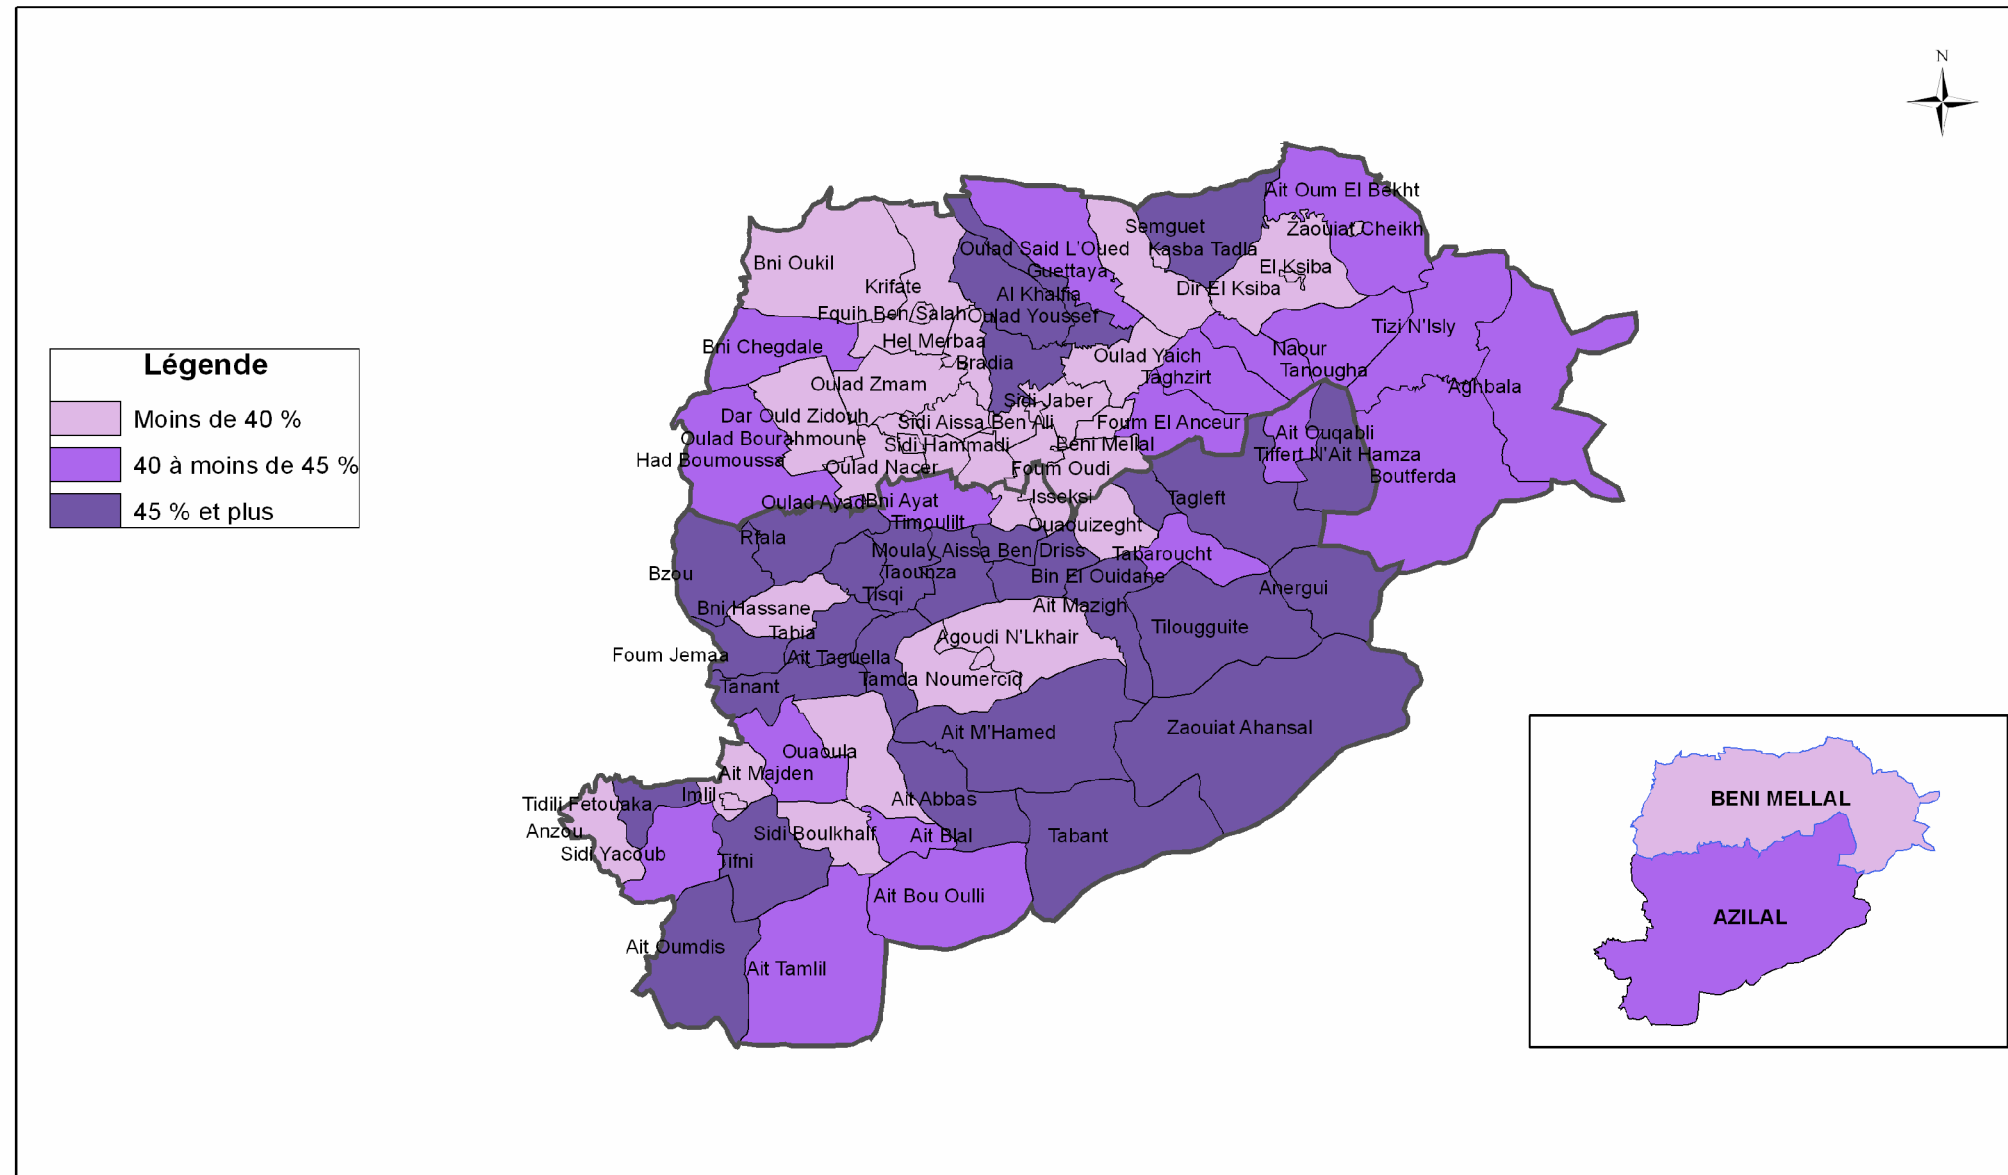 N
Ait Oum El Bekht
Semguet
Zaouiat Cheikh
Oulad Said L'Oued
Kasba Tadla
Bni Oukil
Guettaya
El Ksiba
Krifate
Al Khalfia
Dir El Ksiba
Equih Ben Salah
Oulad Youssef
Tizi N'Isly
Hel Merbaa
Bni Chegdale
Naour
Bradia
Oulad Yaich
Tanougha
Taghzirt
Oulad Zmam
Aghbala
Sidi Jaber
Dar Ould Zidouh
Sidi Aissa Ben Ali
Foum El Anceur
Ait Ouqabli
Oulad Bourahmoune
Sidi Hammadi
Beni Mellal
Tiffert N'Ait Hamza
Had Boumoussa
Oulad Nacer
Foum Oudi
Boutferda
Oulad Ayad
Bni Ayat
Isseksi
Tagleft
Timoulilt
Ouaouizeght
Rfala
Moulay Aissa Ben Driss
Tabaroucht
Bzou
Taounza
Bin El Ouidane
Anergui
Tisqi
Bni Hassane
Ait Mazigh
Tabia
Agoudi N'Lkhair
Tilougguite
Foum Jemaa
Ait Taguella
Tanant
Tamda Noumercid
Ait M'Hamed
Zaouiat Ahansal
Ouaoula
Ait Majden
Imlil
Ait Abbas
Tidili Fetouaka
Anzou
Sidi Boulkhalf
Ait Blal
Tabant
Sidi Yacoub
Tifni
Ait Bou Oulli
Ait Oumdis
Ait Tamlil
Légende
Moins de 40 %
40 à moins de 45 %
45 % et plus
BENI MELLAL
AZILAL